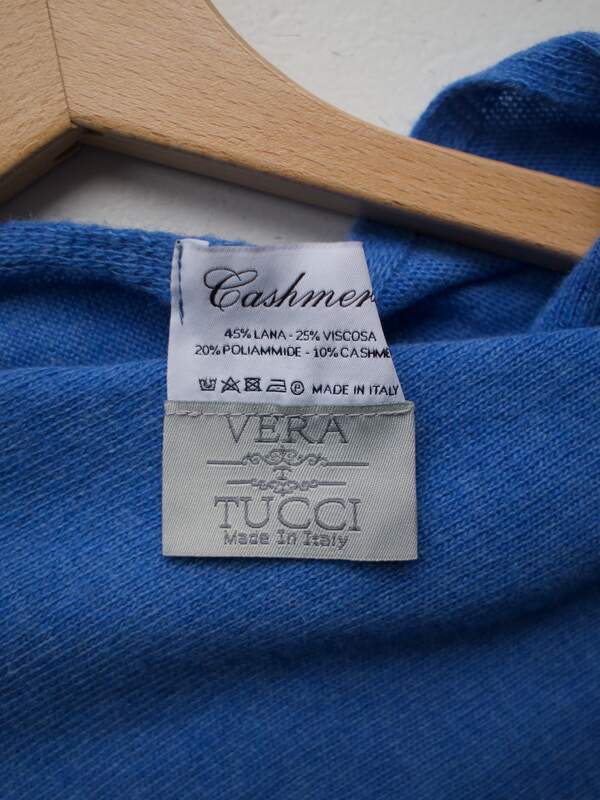 Cashmer
45% LANA - 25% VISCOSA
20% POLIAMMIDE - 10% CASHME
P MADE IN ITALY
VERA
T
TUCCI
Made In Italy